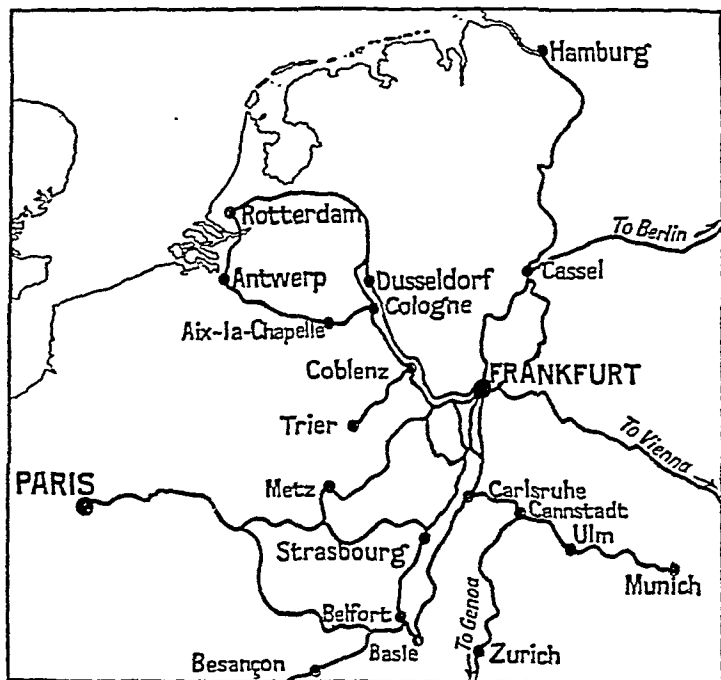 Hamburg
Rotterdam
To Berlin
Antwerp
Dusseldorf
Cassel
Cologne
Aix-la-Chapelle
Coblenz
FRANKFURT
Trier
To Vienna
PARIS
Metz
Carlsruhe
Cannstadt
Strasbourg
Ulm
Munich
Belfort
To Genoa
Basle
Zurich
Besançon